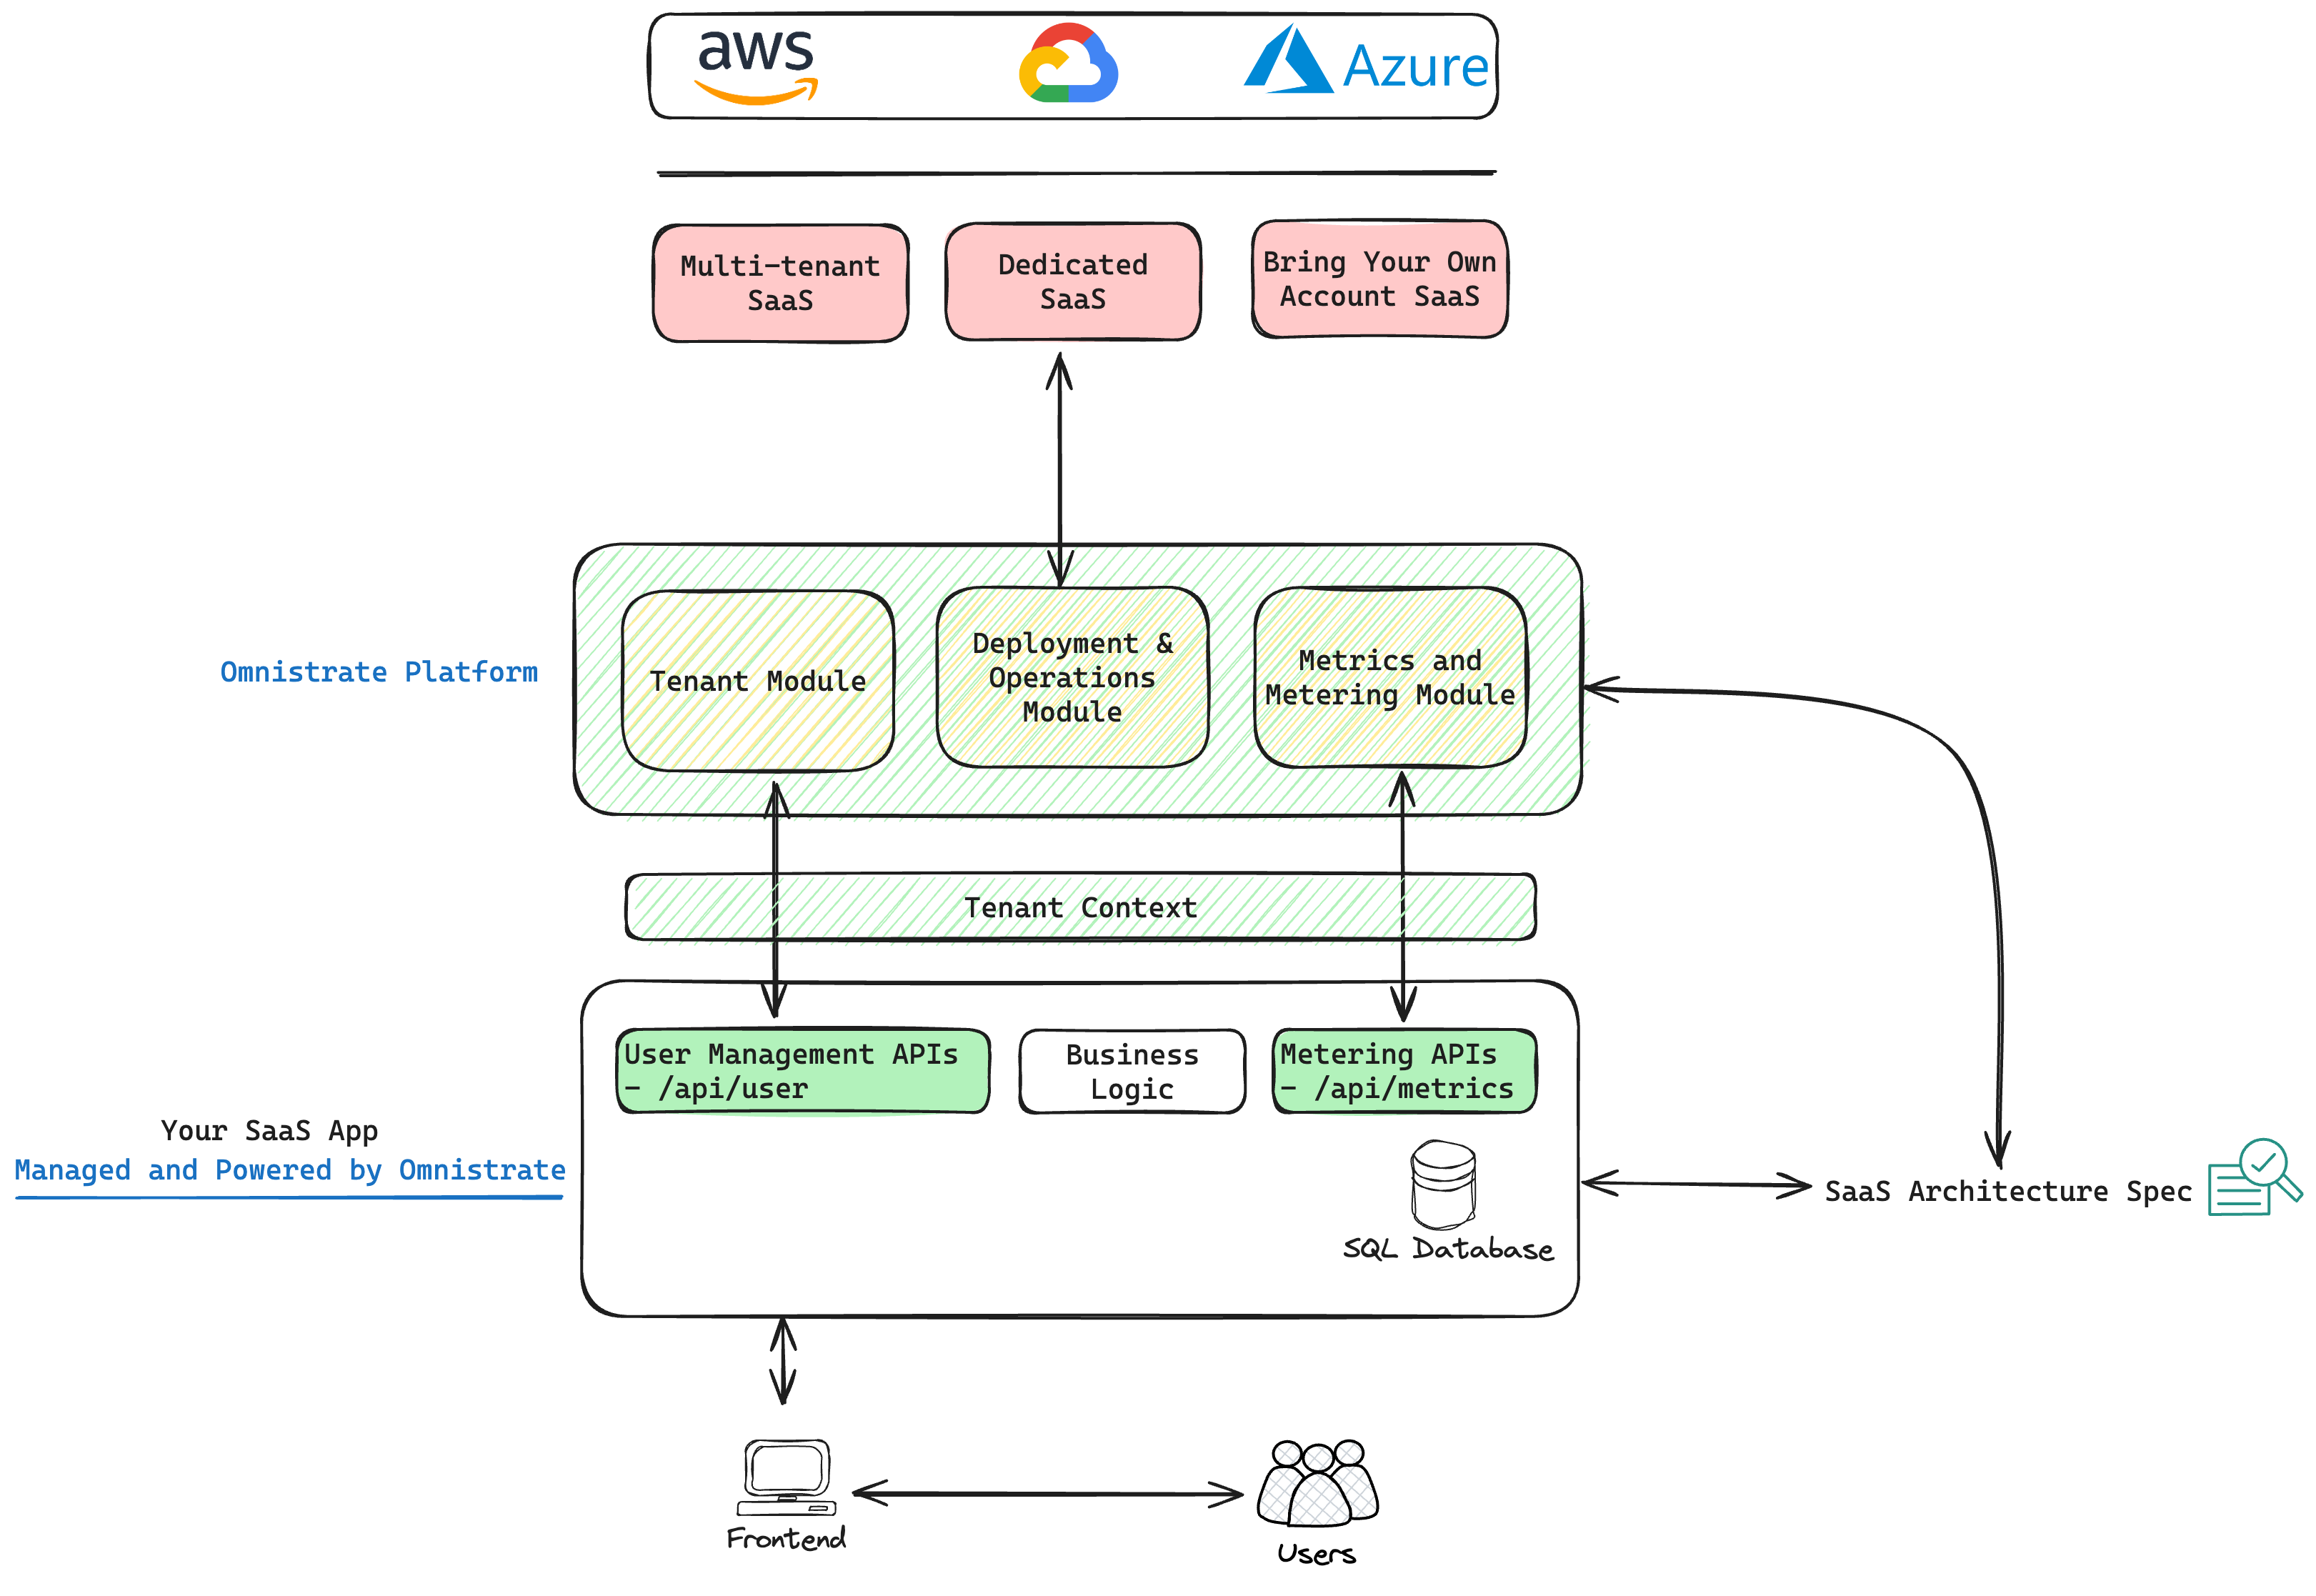 aws
Azure
Multi-tenant
SaaS
Dedicated
SaaS
Bring Your Own
Account SaaS
Omnistrate Platform
Tenant Module
Deployment &
Operations
Module
Metrics and
Metering Module
Tenant Context
User Management APIs
- /api/user
Business
Logic
Metering APIs
- /api/metrics
Your SaaS App
Managed and Powered by Omnistrate
SQL Database
SaaS Architecture Spec
Frontend
Users